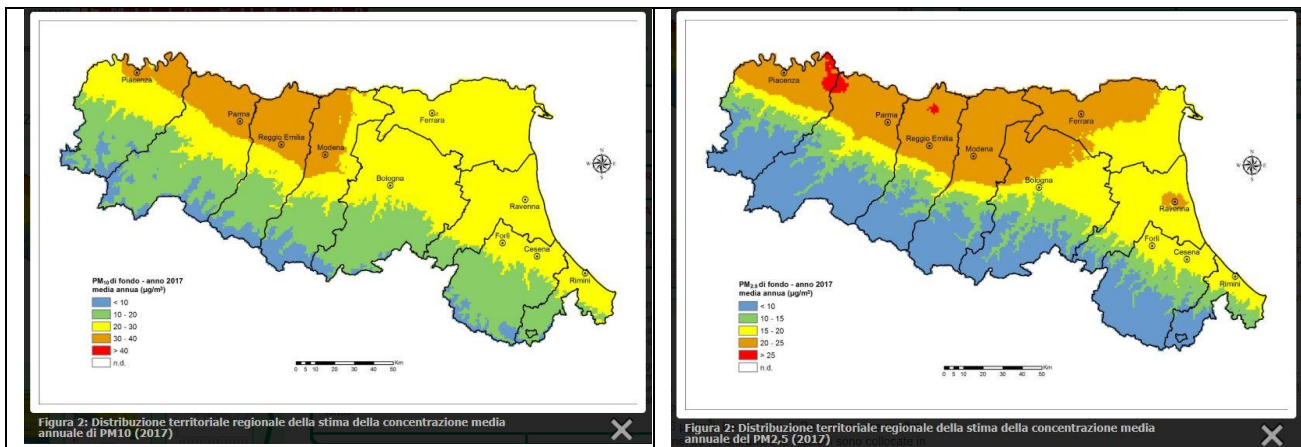 Piacenza
Parma
Reggio Emilia
Modena
Ferrara
Bologna
Ravenna
Forlì
Cesena
Rimini
N
W E
S
PM10 di fondo - anno 2017
media annua (µg/m³)
< 10
10 - 20
20 - 30
30 - 40
> 40
n.d.
0 5 10 20 30 40 50
Km
Figura 2: Distribuzione territoriale regionale della stima della concentrazione media
annuale di PM10 (2017)
Piacenza
Parma
Reggio Emilia
Modena
Ferrara
Bologna
Ravenna
Forlì
Cesena
Rimini
N
W E
S
PM2,5 di fondo - anno 2017
media annua (µg/m³)
< 10
10 - 15
15 - 20
20 - 25
> 25
n.d.
0 5 10 20 30 40 50
Km
Figura 2: Distribuzione territoriale regionale della stima della concentrazione media
annuale del PM2,5 (2017)
sono collocate in